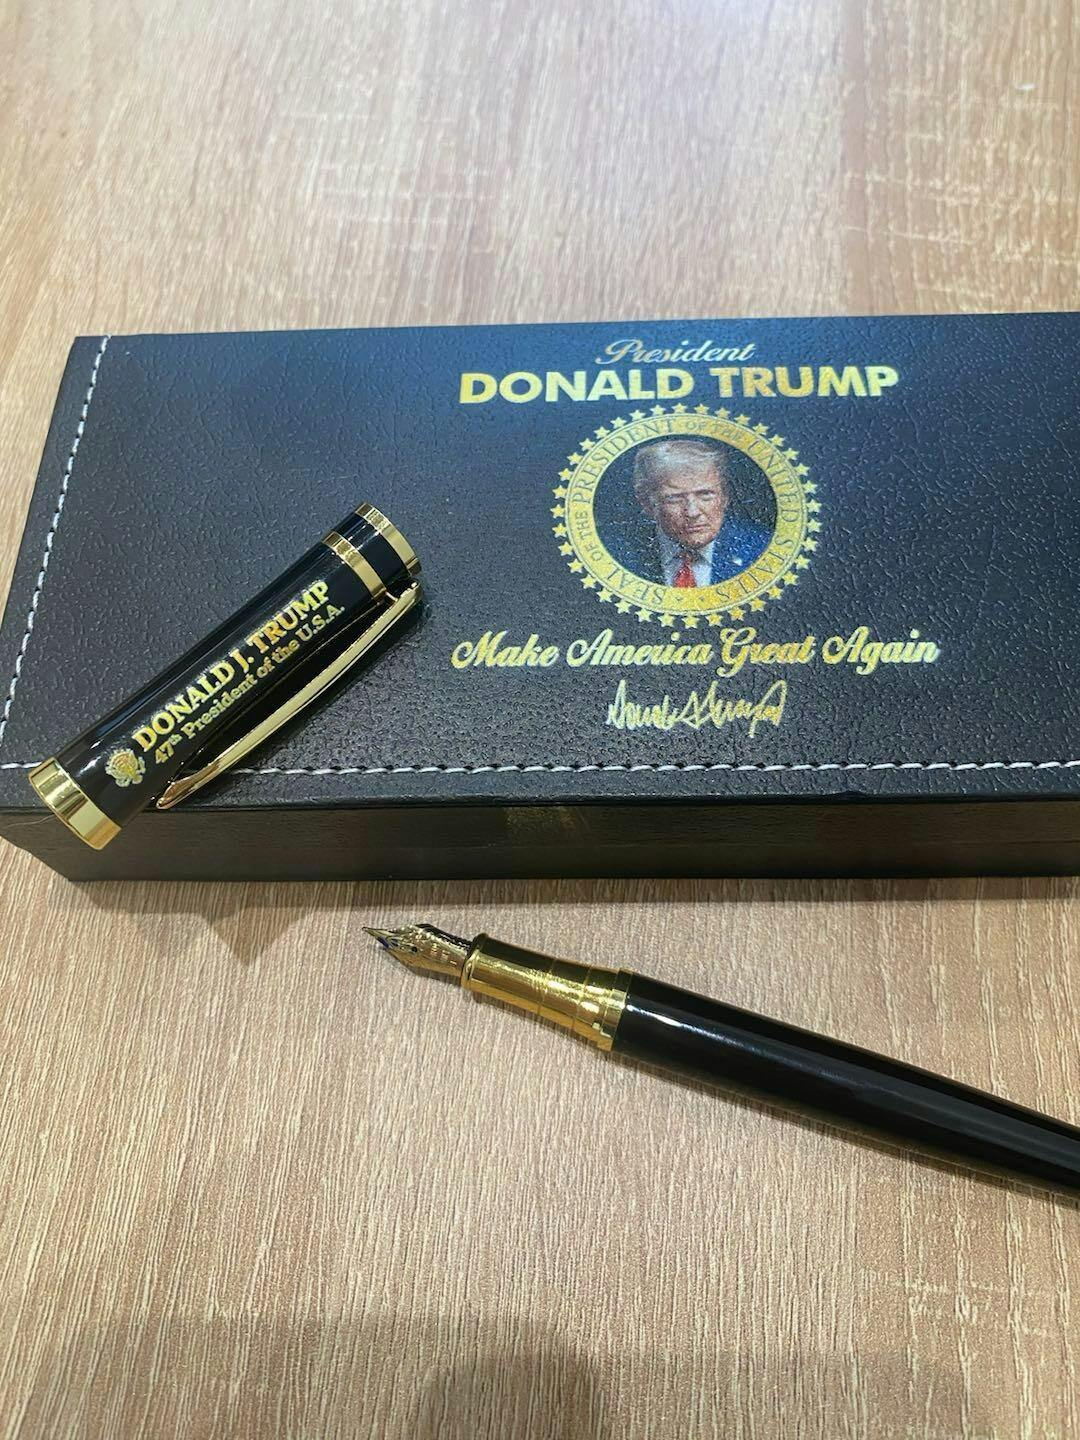 President
DONALD TRUMP
SEAL OF THE PRESIDENT OF THE UNITED STATES
Make America Great Again
DONALD J. TRUMP
47th President of the U.S.A.